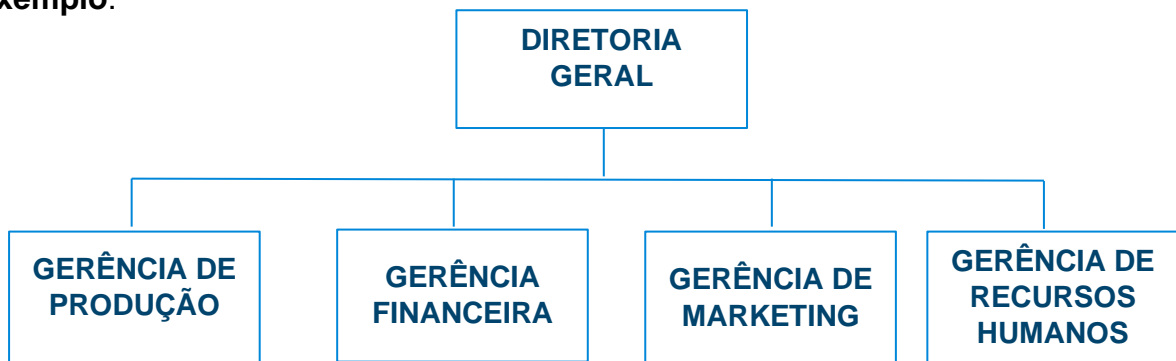 xemplo:
DIRETORIA
GERAL
GERÊNCIA DE
PRODUÇÃO
GERÊNCIA
FINANCEIRA
GERÊNCIA DE
MARKETING
GERÊNCIA DE
RECURSOS
HUMANOS